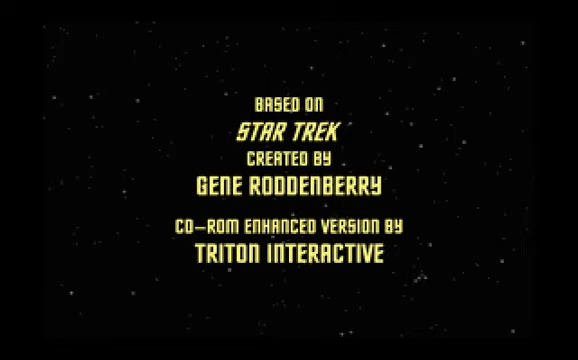 BASED ON
STAR TREK
CREATED BY
GENE RODDENBERRY
CD-ROM ENHANCED VERSION BY
TRITON INTERACTIVE